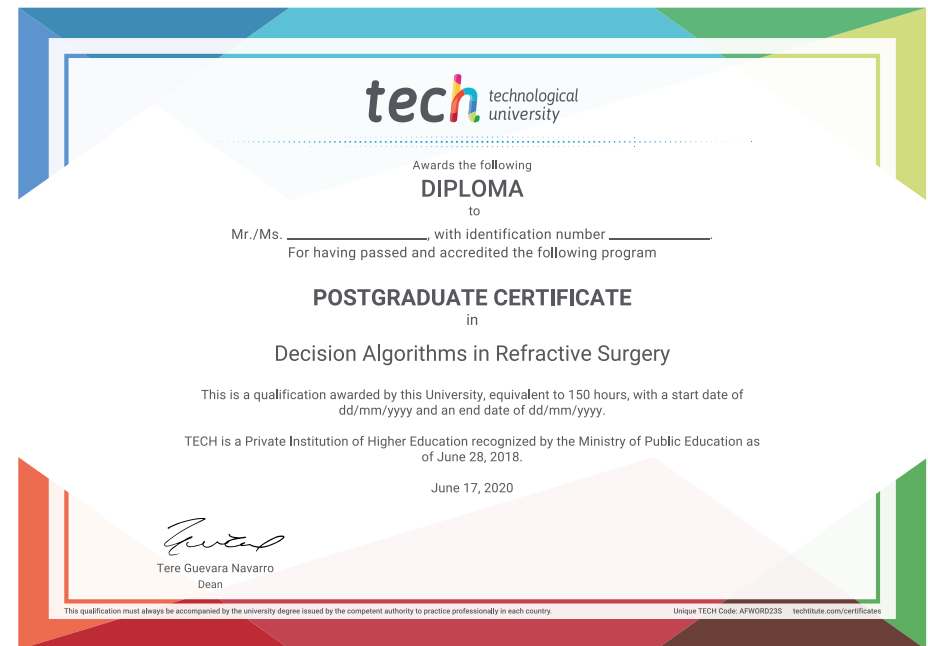 tech technological
university
Awards the following
DIPLOMA
to
Mr./Ms. ____________________, with identification number ______________.
For having passed and accredited the following program
POSTGRADUATE CERTIFICATE
in
Decision Algorithms in Refractive Surgery
This is a qualification awarded by this University, equivalent to 150 hours, with a start date of
dd/mm/yyyy and an end date of dd/mm/yyyy.
TECH is a Private Institution of Higher Education recognized by the Ministry of Public Education as
of June 28, 2018.
June 17, 2020
Tere Guevara Navarro
Dean
This qualification must always be accompanied by the university degree issued by the competent authority to practice professionally in each country. Unique TECH Code: AFWORD23S techtitute.com/certificates